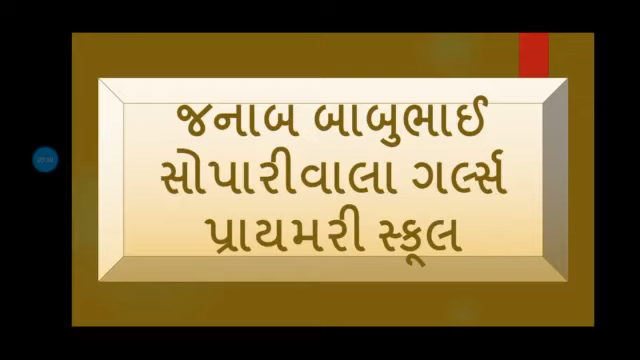 જનાબ બાબુભાઈ
સોપારીવાલા ગર્લ્સ
પ્રાયમરી સ્કૂલ